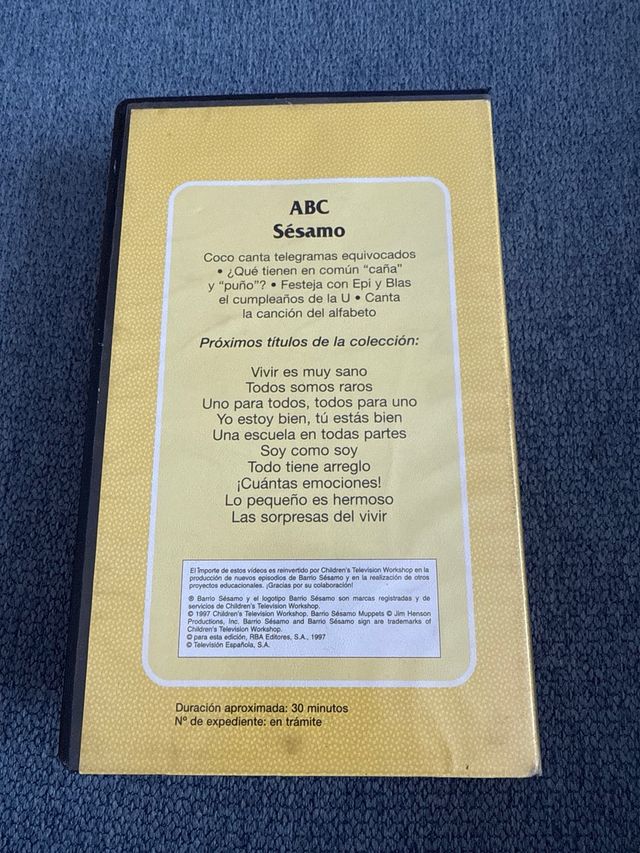 ABC
Sésamo
Coco canta telegramas equivocados
• ¿Qué tienen en común “caña”
y “puño”? • Festeja con Epi y Blas
el cumpleaños de la U • Canta
la canción del alfabeto
Próximos títulos de la colección:
Vivir es muy sano
Todos somos raros
Uno para todos, todos para uno
Yo estoy bien, tú estás bien
Una escuela en todas partes
Soy como soy
Todo tiene arreglo
¡Cuántas emociones!
Lo pequeño es hermoso
Las sorpresas del vivir
El importe de estos vídeos es reinvertido por Children's Television Workshop en la
producción de nuevos episodios de Barrio Sésamo y en la realización de otros
proyectos educacionales. ¡Gracias por su colaboración!
® Barrio Sésamo y el logotipo Barrio Sésamo son marcas registradas y de
servicios de Children's Television Workshop.
© 1997 Children's Television Workshop. Barrio Sésamo Muppets © Jim Henson
Productions, Inc. Barrio Sésamo and Barrio Sésamo sign are trademarks of
Children's Television Workshop.
© para esta edición, RBA Editores, S.A., 1997
© Televisión Española, S.A.
Duración aproximada: 30 minutos
Nº de expediente: en trámite